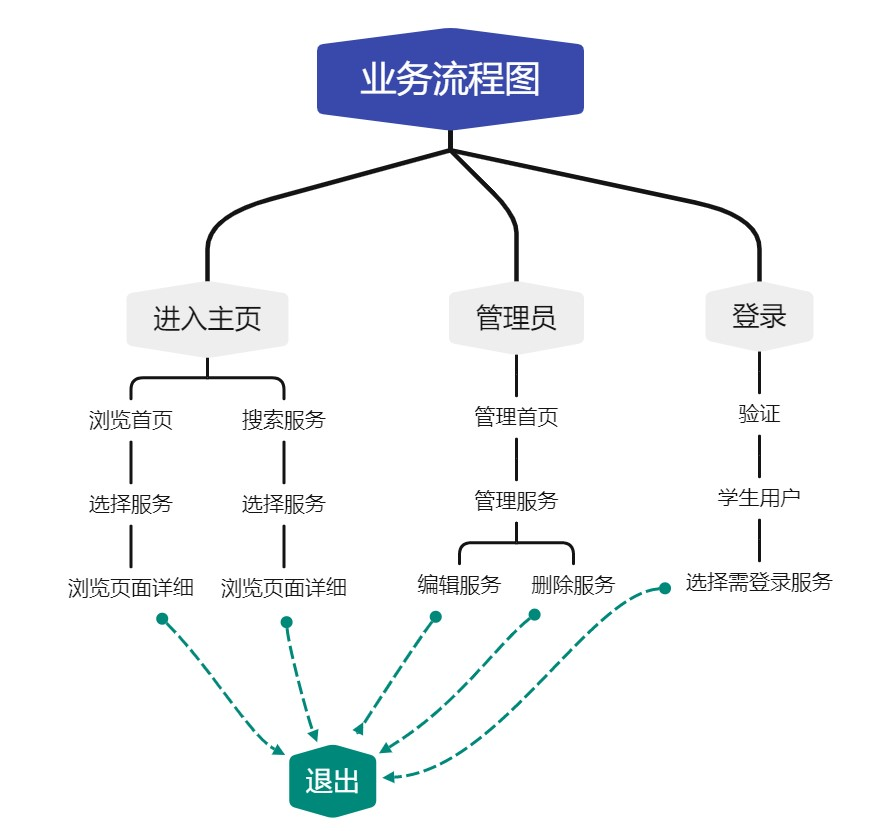 业务流程图
进入主页
管理员
登录
浏览首页
搜索服务
管理首页
验证
选择服务
选择服务
管理服务
学生用户
浏览页面详细
浏览页面详细
编辑服务
删除服务
选择需登录服务
退出